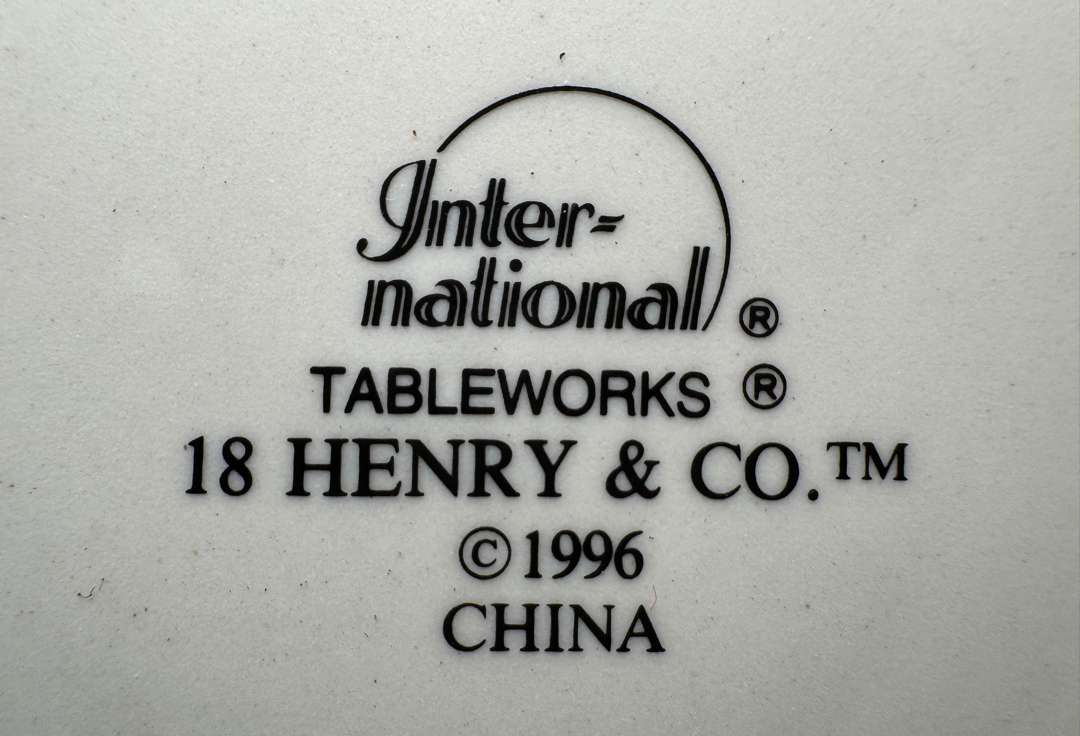 Inter-
national ®
TABLEWORKS ®
18 HENRY & CO.™
©1996
CHINA